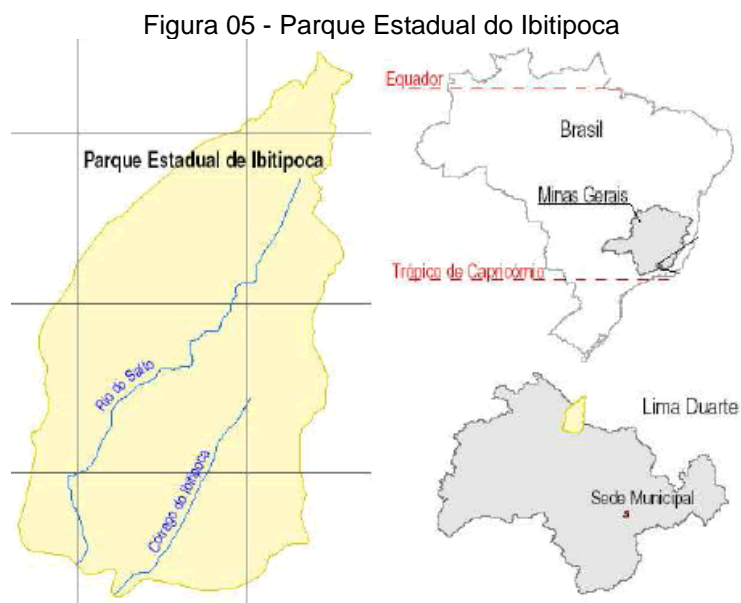 Figura 05 - Parque Estadual do Ibitipoca
Parque Estadual de Ibitipoca
Rio do Salto
Córrego do Ibitipoca
Equador
Brasil
Minas Gerais
Trópico de Capricórnio
Lima Duarte
Sede Municipal